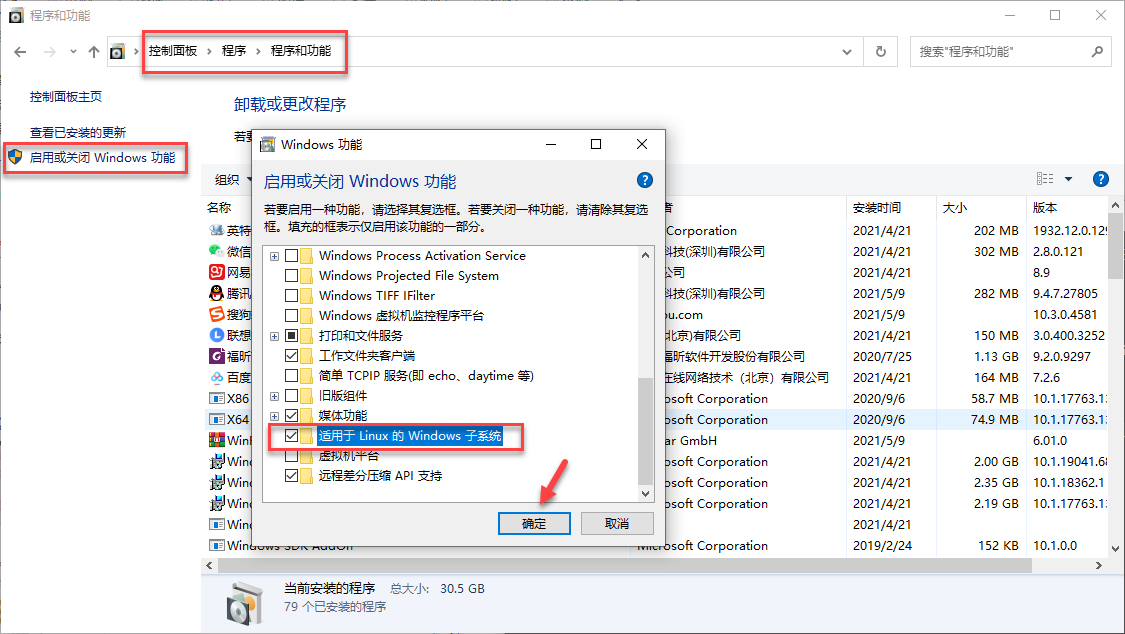 程序和功能
控制面板 › 程序 › 程序和功能
搜索"程序和功能"
控制面板主页
查看已安装的更新
启用或关闭 Windows 功能
卸载或更改程序
若要
组织
Windows 功能
启用或关闭 Windows 功能
若要启用一种功能，请选择其复选框。若要关闭一种功能，请清除其复选
框。填充的框表示仅启用该功能的一部分。
Windows Process Activation Service
Windows Projected File System
Windows TIFF IFilter
Windows 虚拟机监控程序平台
打印和文件服务
工作文件夹客户端
简单 TCPIP 服务(即 echo、daytime 等)
旧版组件
媒体功能
适用于 Linux 的 Windows 子系统
虚拟机平台
远程差分压缩 API 支持
确定 取消
名称 者 安装时间 大小 版本
英特 Corporation 2021/4/21 202 MB 1932.12.0.129
微信 科技(深圳)有限公司 2021/4/21 302 MB 2.8.0.121
网易 公司 2021/4/21 8.9
腾讯 科技(深圳)有限公司 2021/5/9 282 MB 9.4.7.27805
搜狗 ou.com 2021/5/9 10.3.0.4581
联想 北京)有限公司 2021/4/21 150 MB 3.0.400.3252
福昕 福昕软件开发股份有限公司 2020/7/25 1.13 GB 9.2.0.9297
百度 在线网络技术（北京）有限公司 2021/4/21 164 MB 7.2.6
X86 osoft Corporation 2020/9/6 58.7 MB 10.1.17763.1
X64 osoft Corporation 2020/9/6 74.9 MB 10.1.17763.1
WinR ar GmbH 2021/5/9 6.01.0
Wind osoft Corporation 2021/4/21 2.00 GB 10.1.19041.68
Wind osoft Corporation 2021/4/21 2.35 GB 10.1.18362.1
Wind osoft Corporation 2021/4/21 2.19 GB 10.1.17763.1
Wind 2021/4/21
Windows SDK AddOn Microsoft Corporation 2019/2/24 152 KB 10.1.0.0
当前安装的程序 总大小: 30.5 GB
79 个已安装的程序